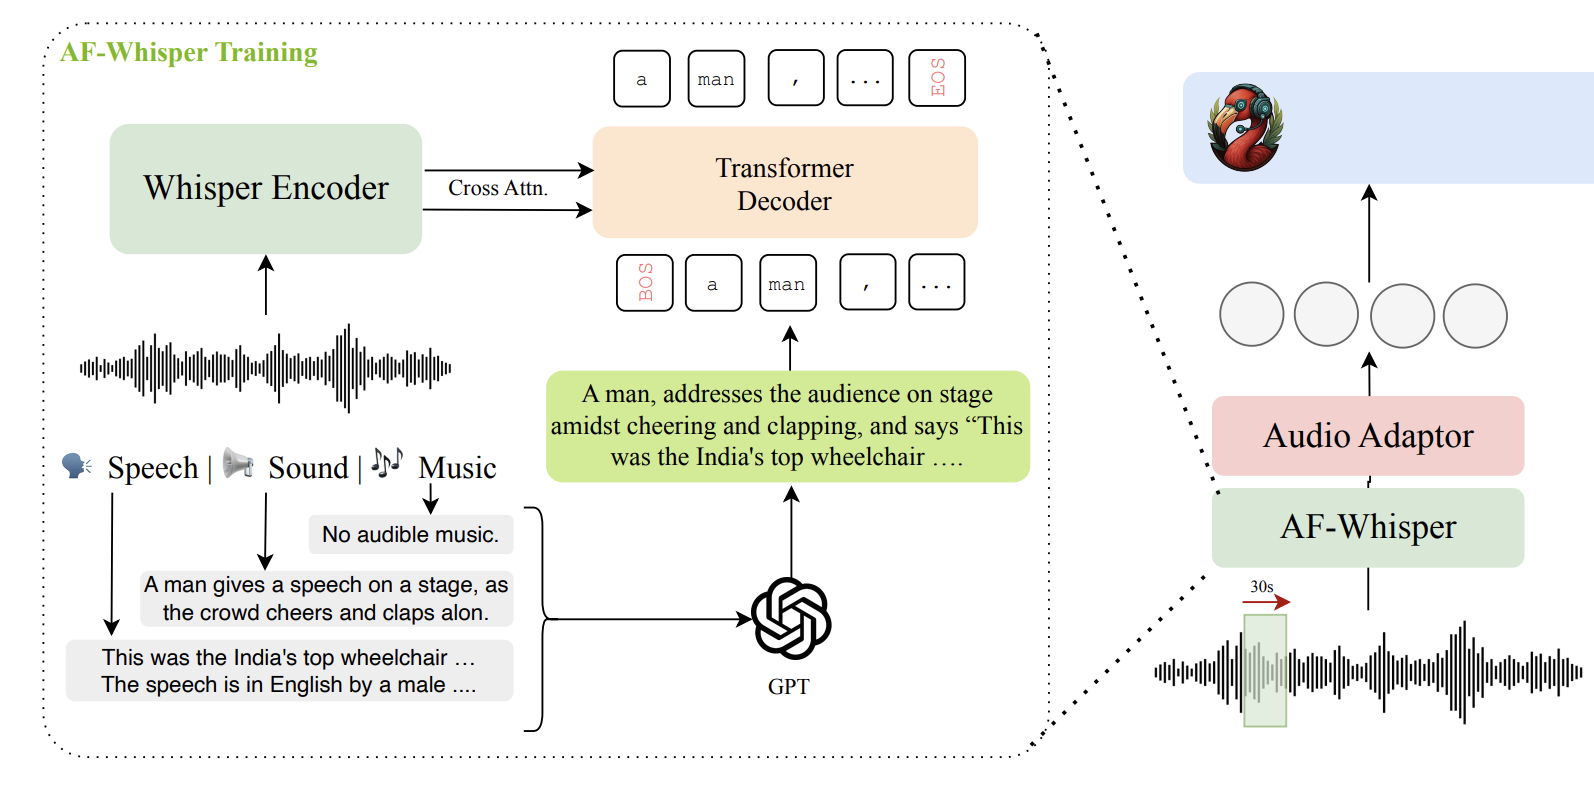 AF-Whisper Training
a
man
,
...
EOS
Whisper Encoder
Cross Attn.
Transformer
Decoder
BOS
a
man
,
...
A man, addresses the audience on stage
amidst cheering and clapping, and says “This
was the India's top wheelchair ….
Speech | Sound | Music
No audible music.
A man gives a speech on a stage, as
the crowd cheers and claps alon.
This was the India's top wheelchair …
The speech is in English by a male ....
GPT
Audio Adaptor
AF-Whisper
30s